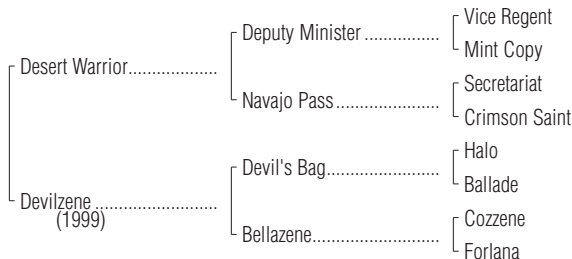 Vice Regent
Deputy Minister ................
Mint Copy
Desert Warrior...................
Secretariat
Navajo Pass......................
Crimson Saint
Halo
Devil's Bag........................
Ballade
Devilzene ..........................
(1999)
Cozzene
Bellazene...........................
Forlana